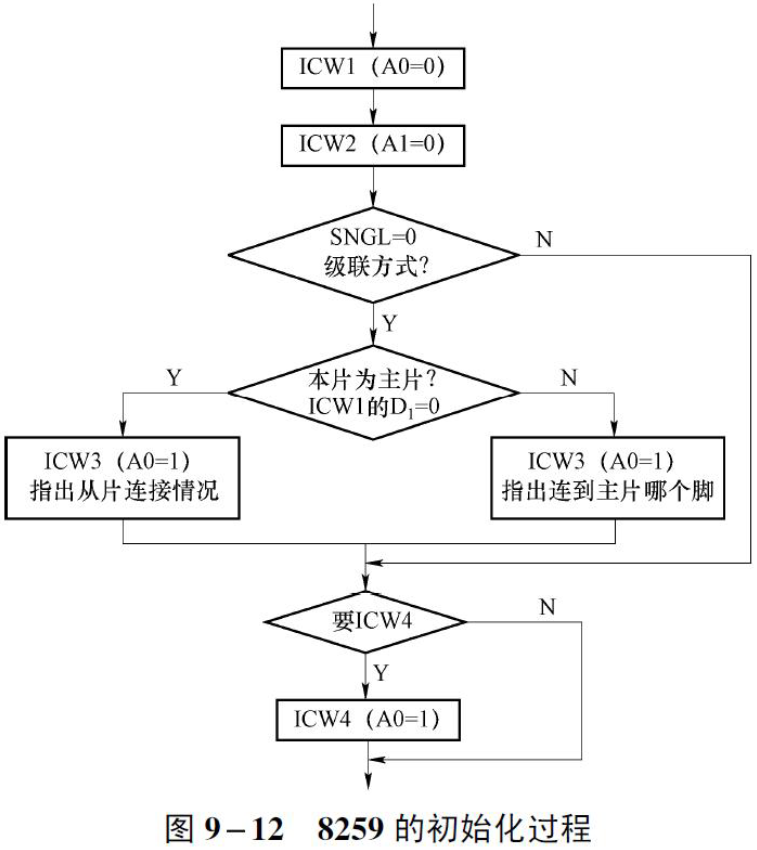 ICW1（A0=0）
ICW2（A1=0）
SNGL=0
级联方式?
N
Y
本片为主片?
ICW1的D₁=0
Y
N
ICW3（A0=1）
指出从片连接情况
ICW3（A0=1）
指出连到主片哪个脚
要ICW4
N
Y
ICW4（A0=1）
图 9-12 8259 的初始化过程